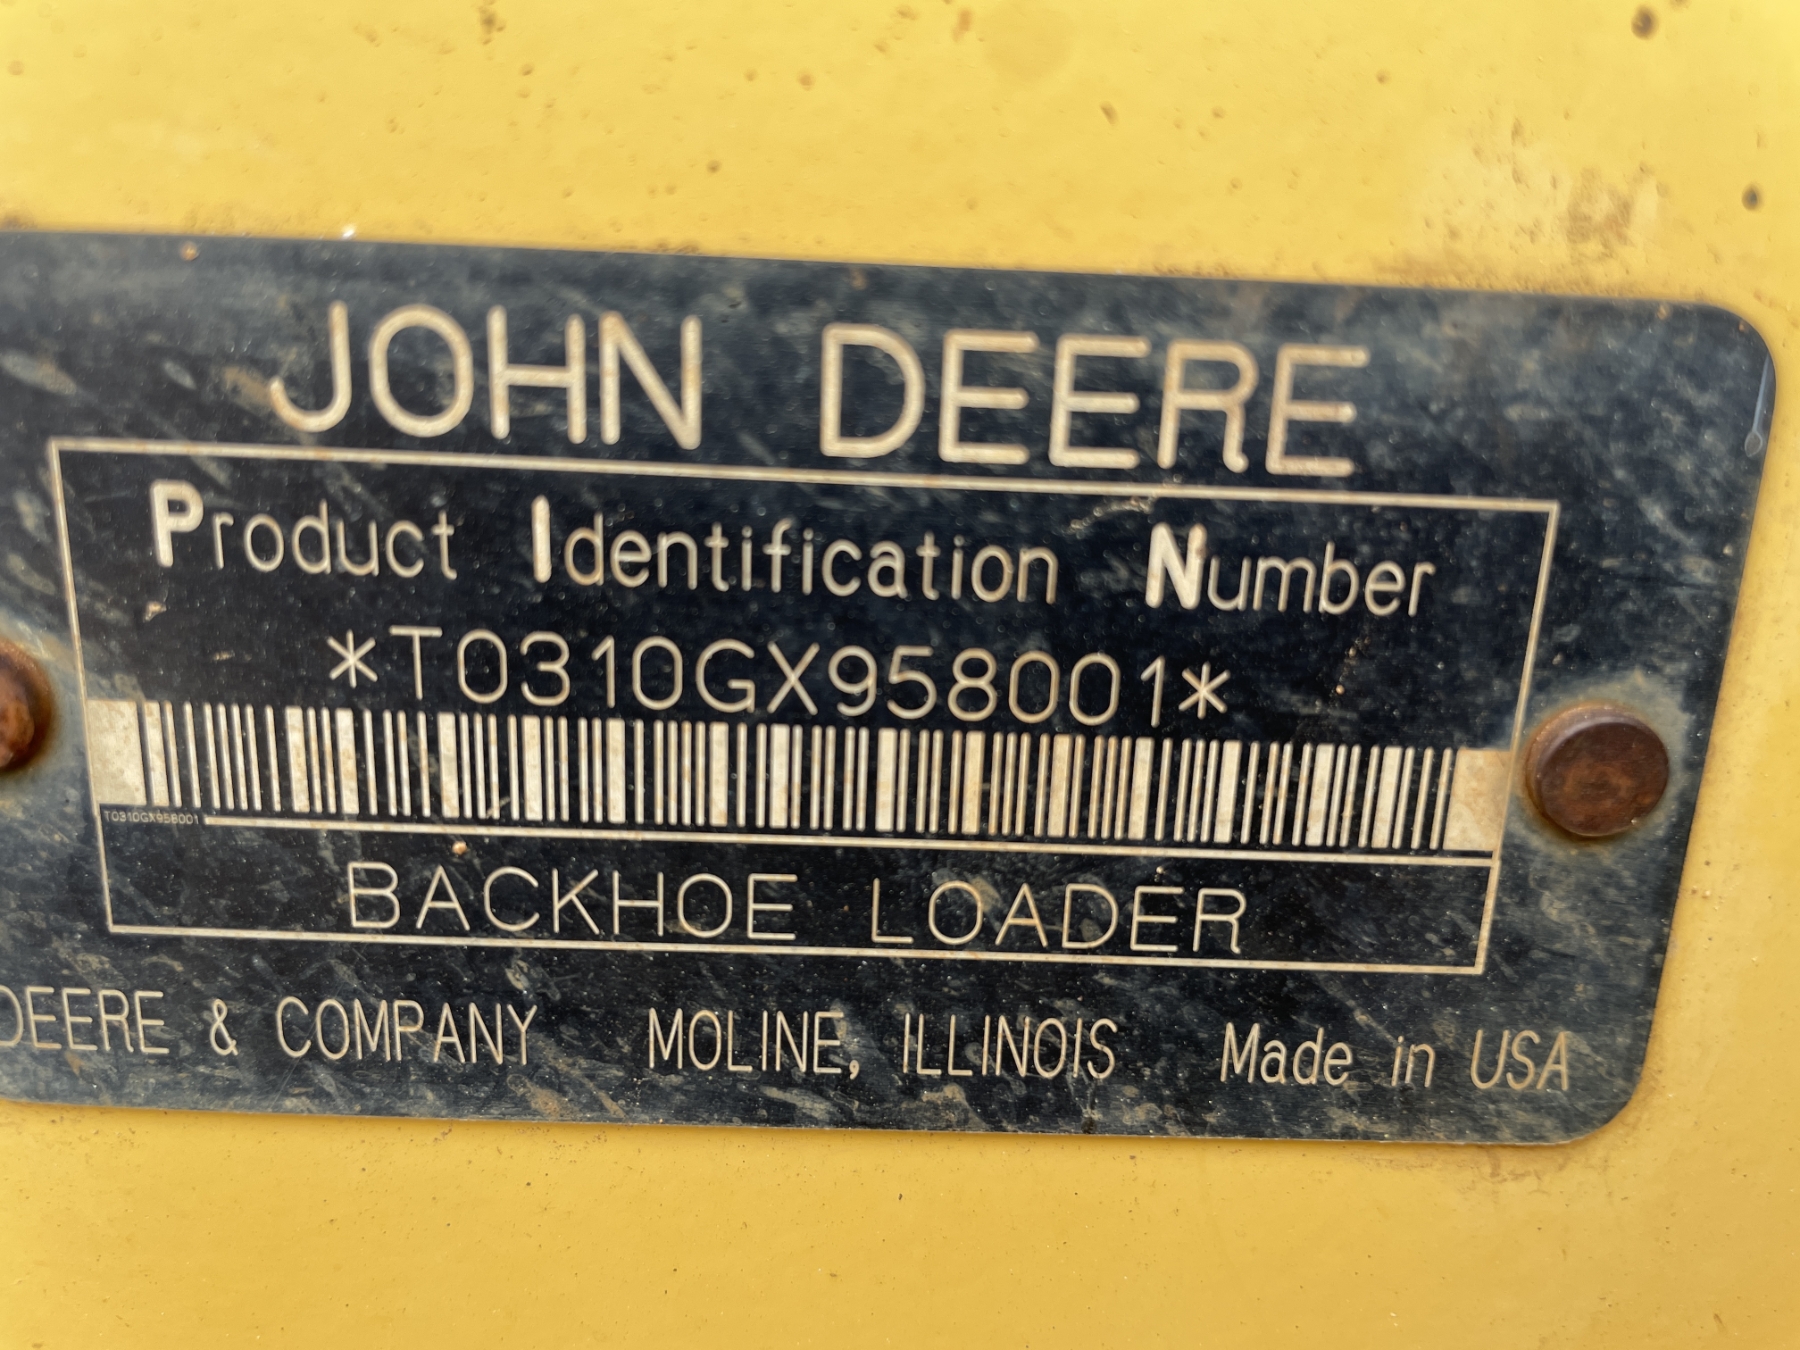 JOHN DEERE
Product Identification Number
*T0310GX958001*
T0310GX958001
BACKHOE LOADER
DEERE & COMPANY MOLINE, ILLINOIS Made in USA